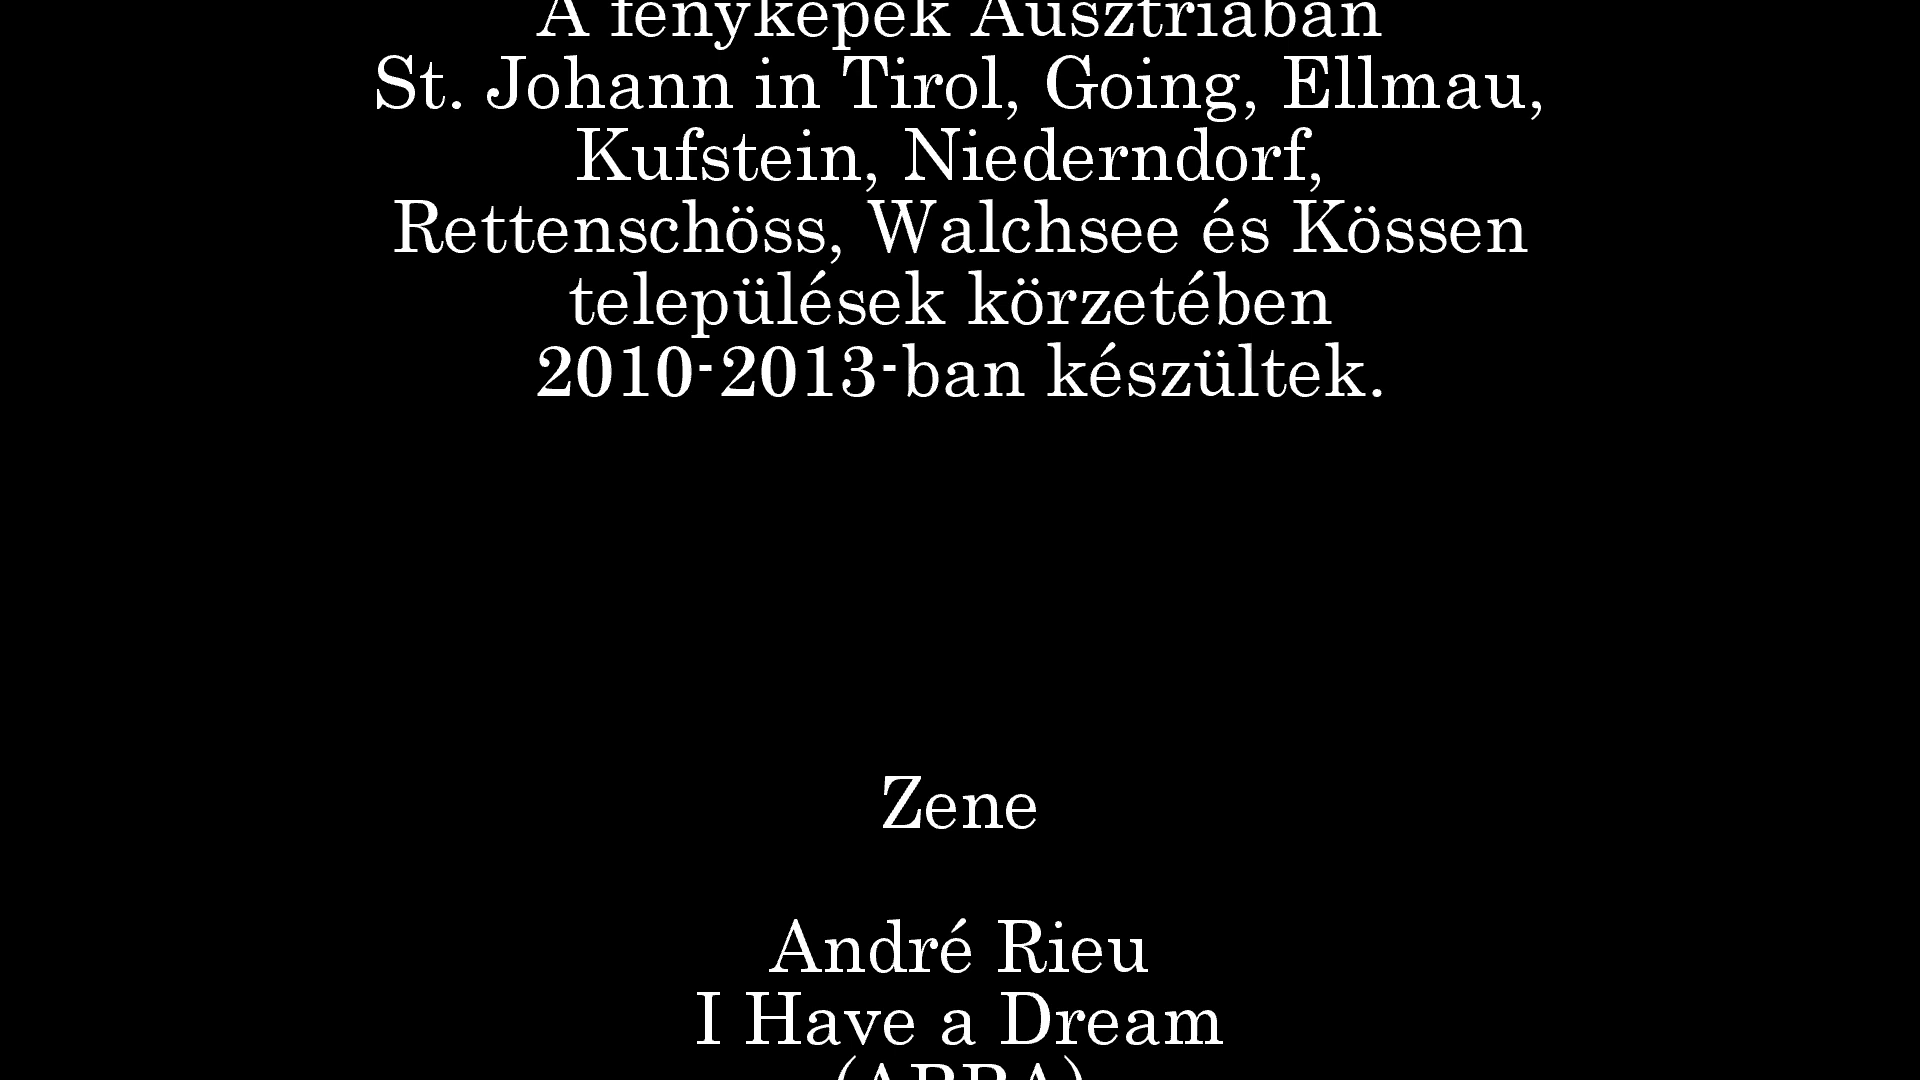 A fényképek Ausztriában
St. Johann in Tirol, Going, Ellmau,
Kufstein, Niederndorf,
Rettenschöss, Walchsee és Kössen
települések körzetében
2010-2013-ban készültek.
Zene
André Rieu
I Have a Dream
(ABBA)